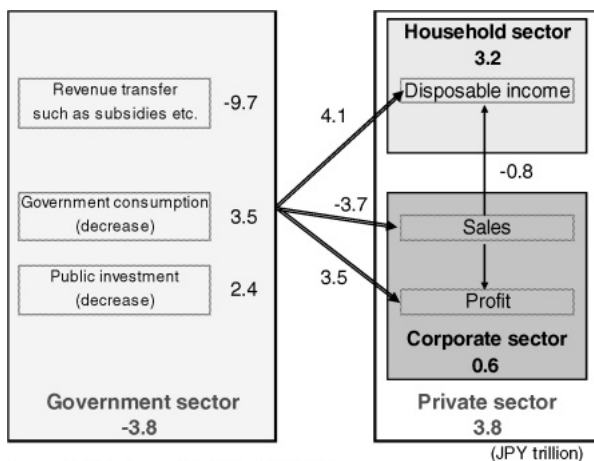 Revenue transfer
such as subsidies etc.
-9.7
Government consumption
(decrease)
3.5
Public investment
(decrease)
2.4
Government sector
-3.8
4.1
-3.7
3.5
Household sector
3.2
Disposable income
-0.8
Sales
Profit
Corporate sector
0.6
Private sector
3.8
(JPY trillion)